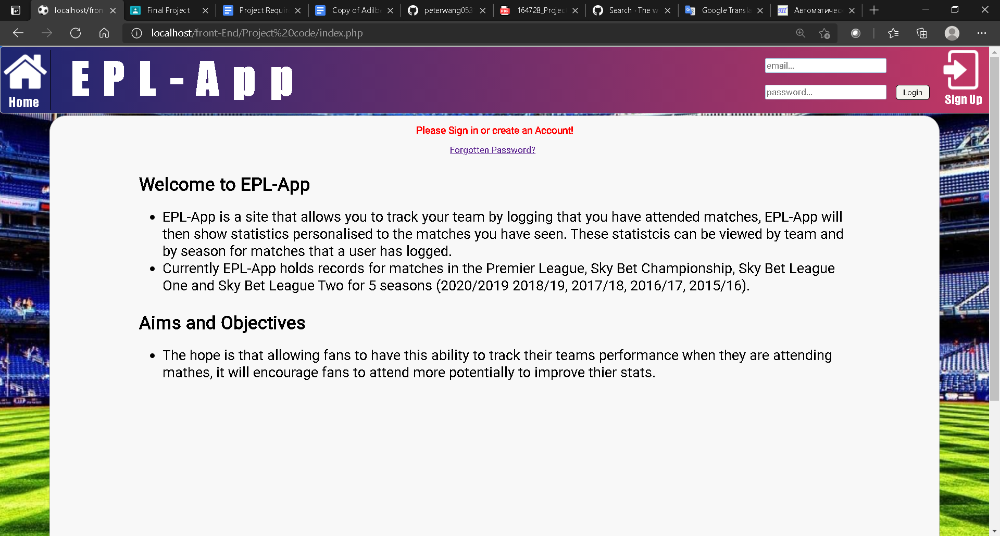 localhost/fron
Final Project
Project Requir
Copy of Adilbe
peterwang053
PDF
164728_Project
Search · The w
Google Transla
Автоматическ
localhost/front-End/Project%20code/index.php
Home
EPL-App
email...
password...
Login
Sign Up
Please Sign in or create an Account!
Forgotten Password?
Welcome to EPL-App
• EPL-App is a site that allows you to track your team by logging that you have attended matches, EPL-App will
then show statistics personalised to the matches you have seen. These statistcis can be viewed by team and
by season for matches that a user has logged.
• Currently EPL-App holds records for matches in the Premier League, Sky Bet Championship, Sky Bet League
One and Sky Bet League Two for 5 seasons (2020/2019 2018/19, 2017/18, 2016/17, 2015/16).
Aims and Objectives
• The hope is that allowing fans to have this ability to track their teams performance when they are attending
mathes, it will encourage fans to attend more potentially to improve thier stats.